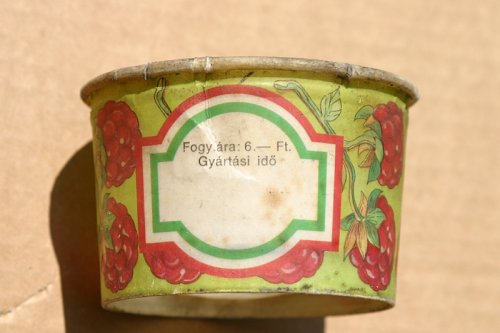 Fogy.ára: 6.— Ft.
Gyártási idő